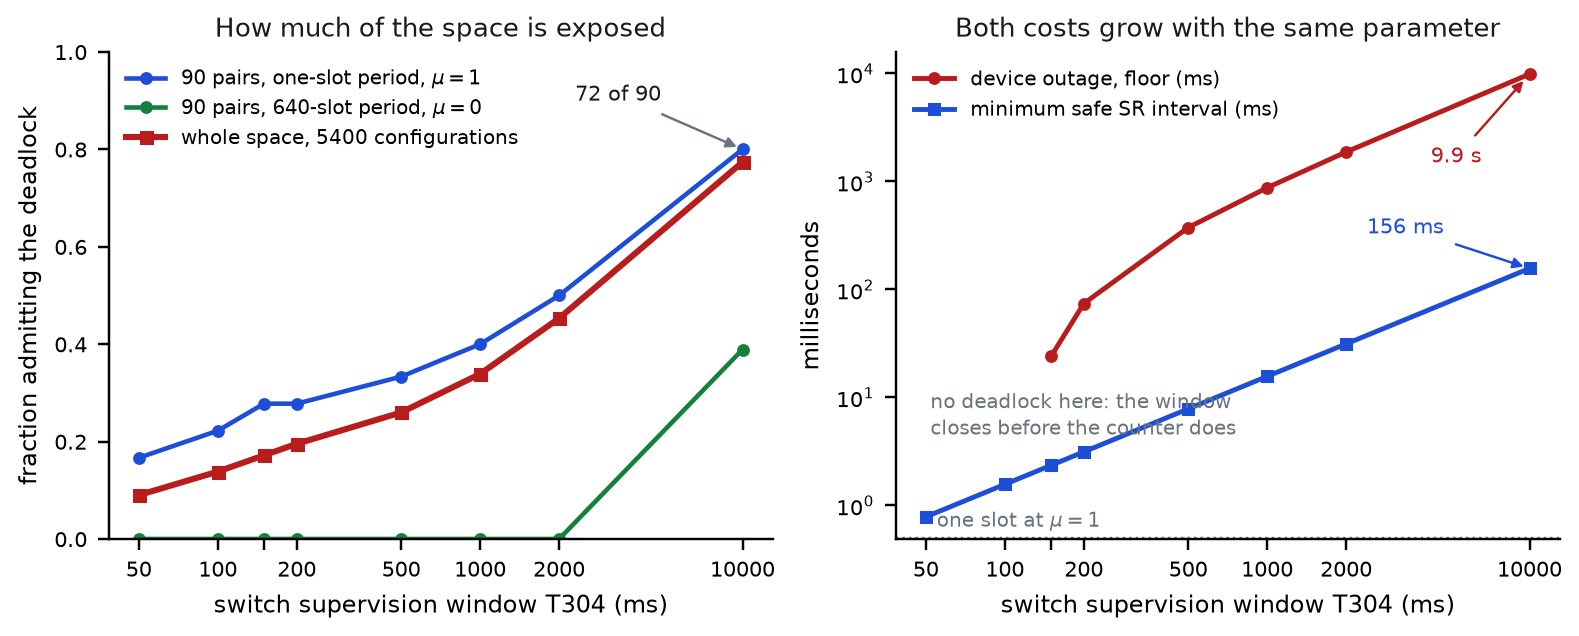 How much of the space is exposed
90 pairs, one-slot period, μ = 1
90 pairs, 640-slot period, μ = 0
whole space, 5400 configurations
72 of 90
fraction admitting the deadlock
1.0
0.8
0.6
0.4
0.2
0.0
50 100 200 500 1000 2000 10000
switch supervision window T304 (ms)
Both costs grow with the same parameter
device outage, floor (ms)
minimum safe SR interval (ms)
9.9 s
156 ms
no deadlock here: the window
closes before the counter does
one slot at μ = 1
milliseconds
10⁴
10³
10²
10¹
10⁰
50 100 200 500 1000 2000 10000
switch supervision window T304 (ms)